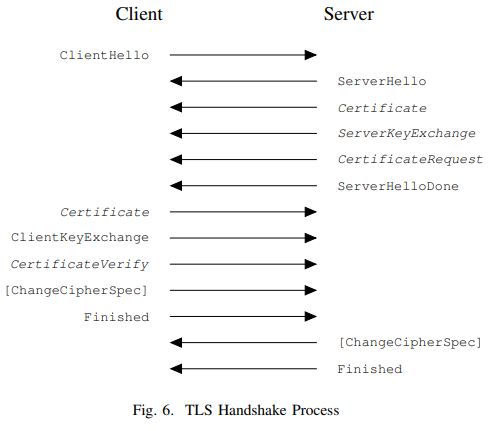 Client Server
ClientHello
ServerHello
Certificate
ServerKeyExchange
CertificateRequest
ServerHelloDone
Certificate
ClientKeyExchange
CertificateVerify
[ChangeCipherSpec]
Finished
[ChangeCipherSpec]
Finished
Fig. 6. TLS Handshake Process